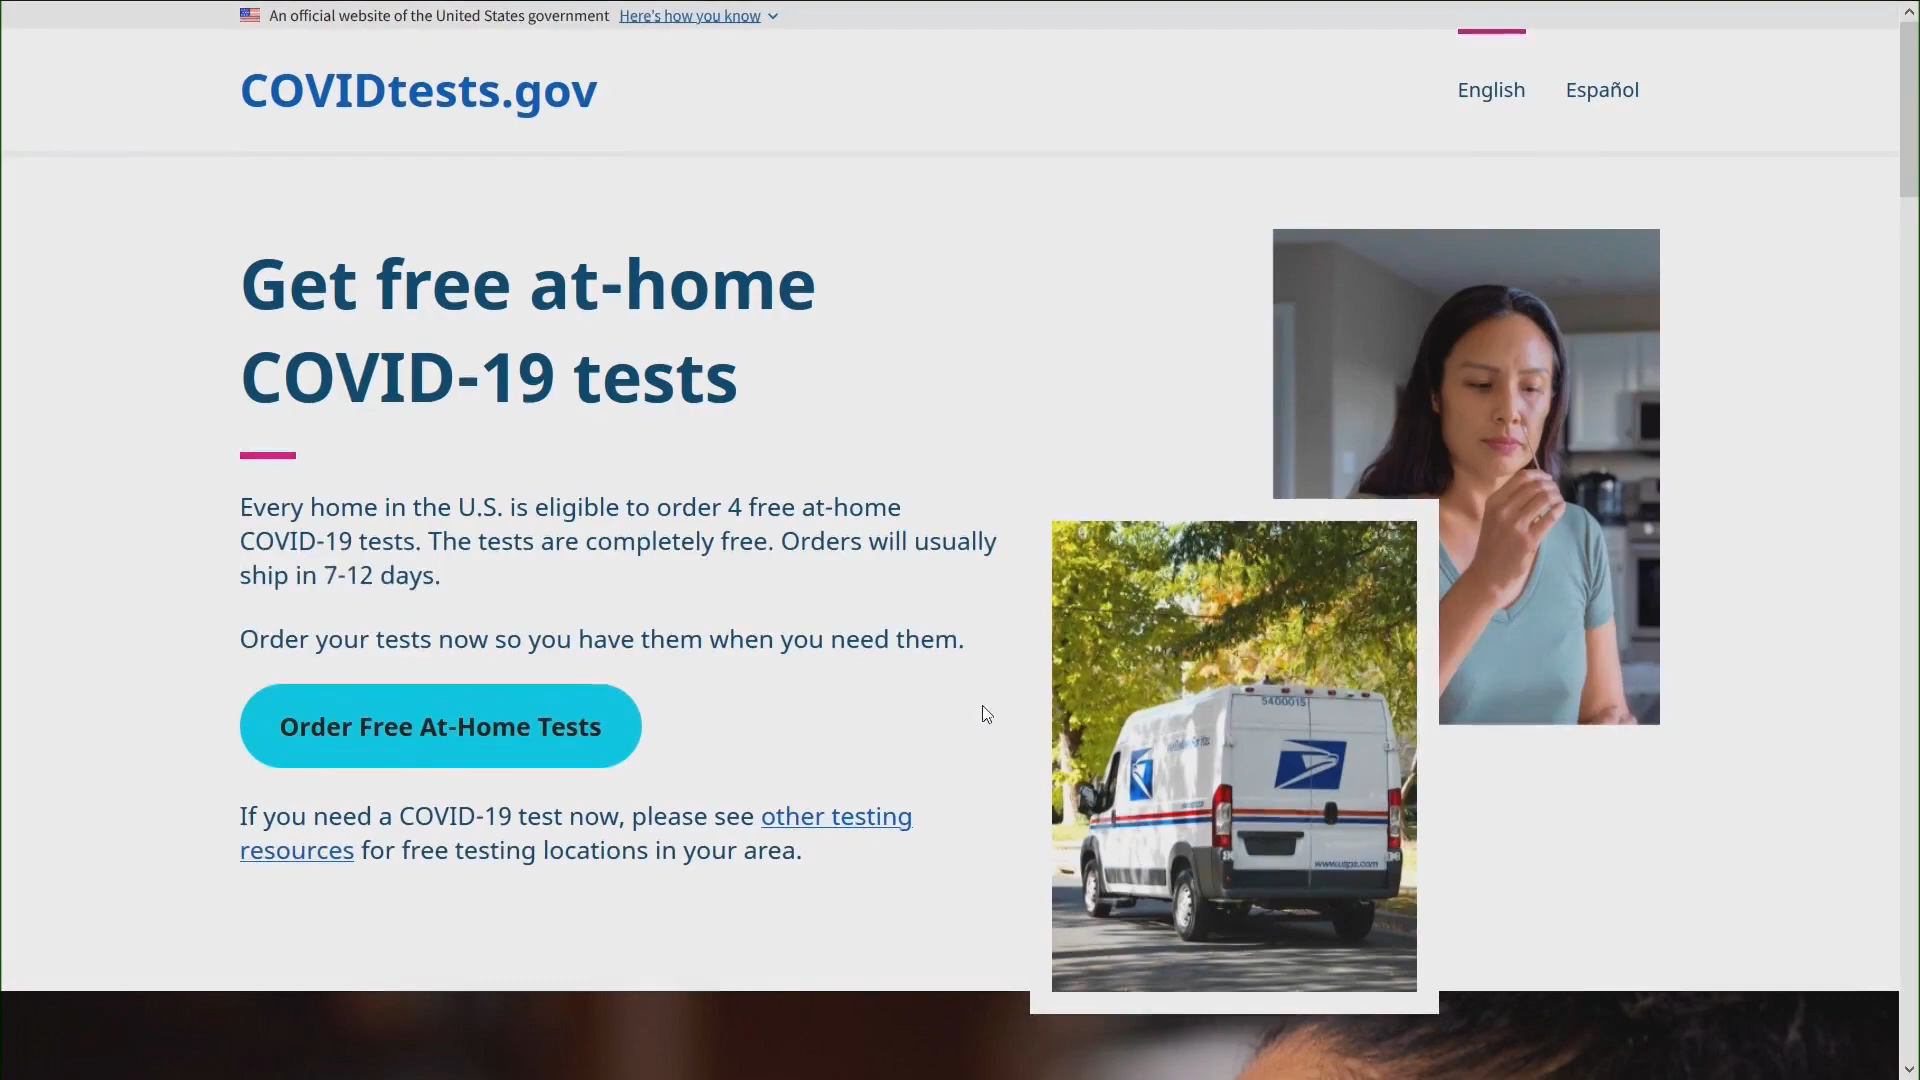 An official website of the United States government Here's how you know
COVIDtests.gov
English Español
Get free at-home
COVID-19 tests
Every home in the U.S. is eligible to order 4 free at-home
COVID-19 tests. The tests are completely free. Orders will usually
ship in 7-12 days.
Order your tests now so you have them when you need them.
Order Free At-Home Tests
If you need a COVID-19 test now, please see other testing
resources for free testing locations in your area.
5400015
www.usps.com